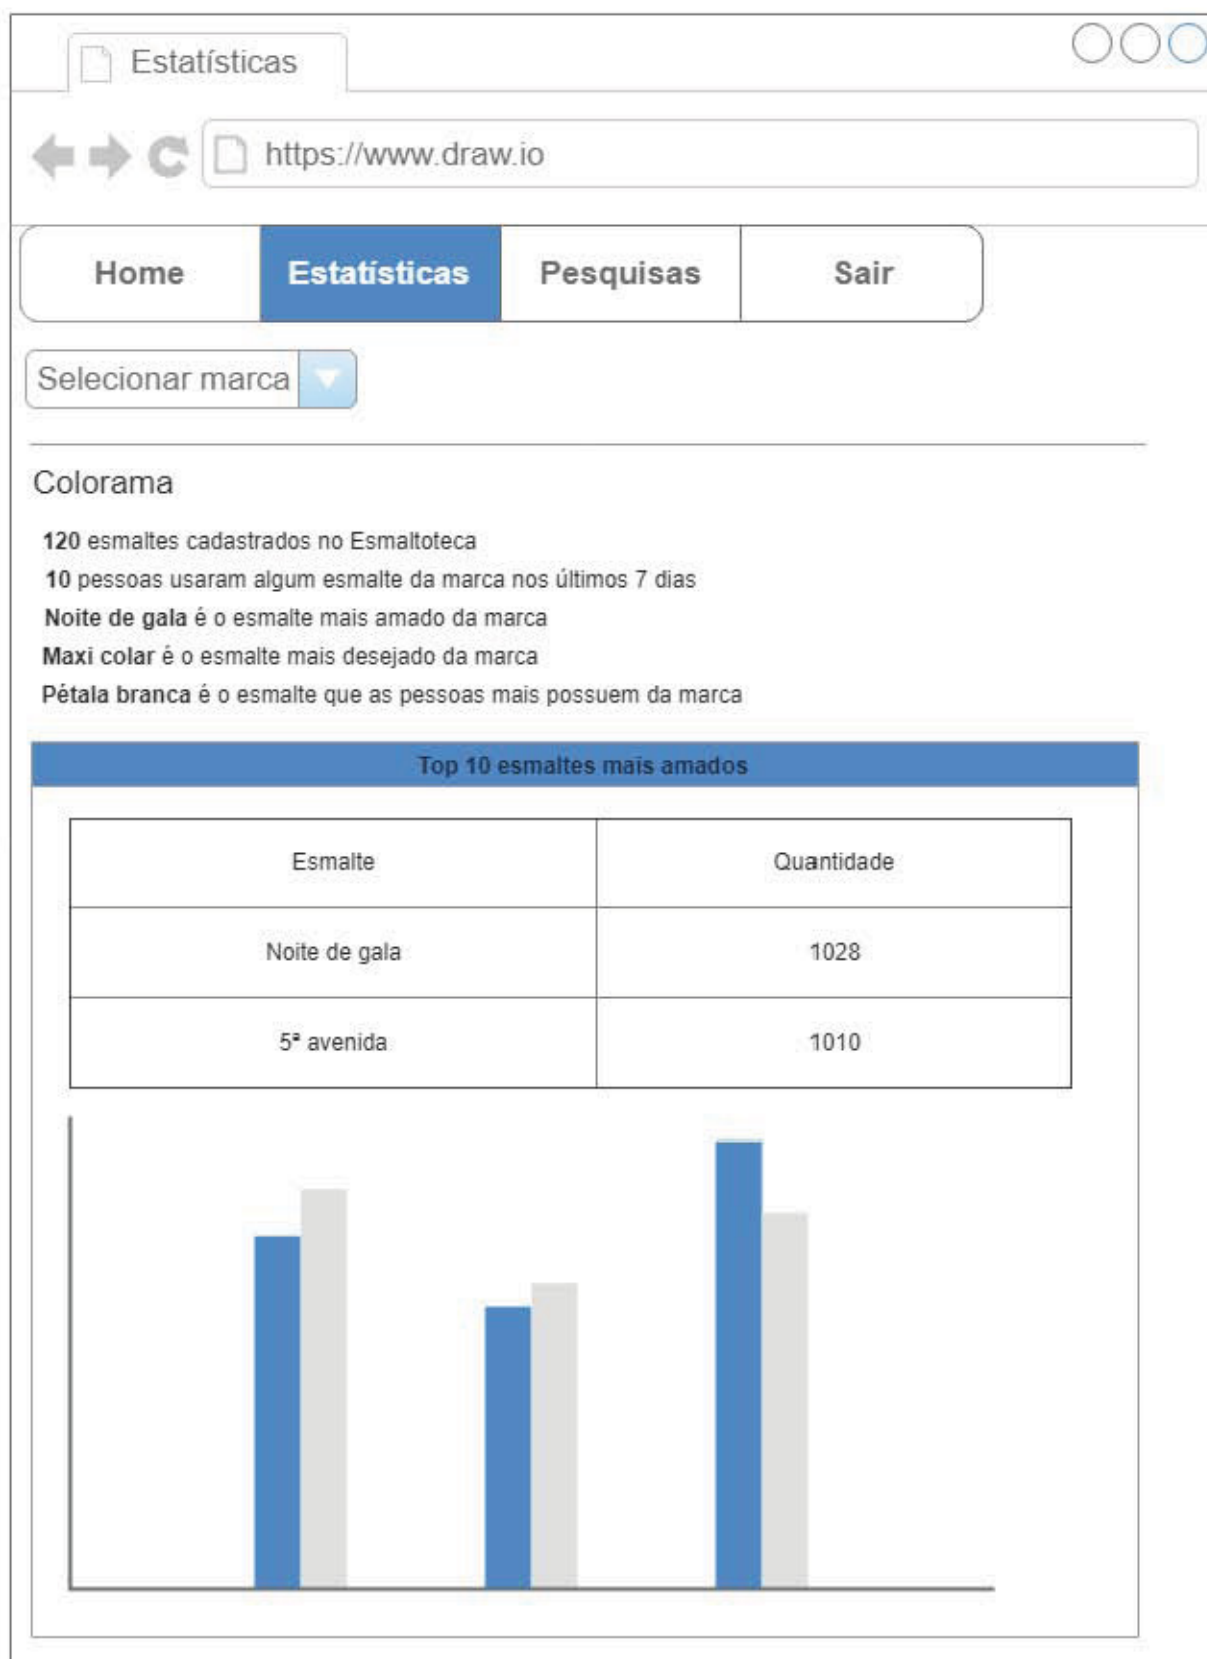 Estatísticas
https://www.draw.io
Home Estatísticas Pesquisas Sair
Selecionar marca
Colorama
120 esmaltes cadastrados no Esmaltoteca
10 pessoas usaram algum esmalte da marca nos últimos 7 dias
Noite de gala é o esmalte mais amado da marca
Maxi colar é o esmalte mais desejado da marca
Pétala branca é o esmalte que as pessoas mais possuem da marca
Top 10 esmaltes mais amados
Esmalte Quantidade
Noite de gala 1028
5ª avenida 1010